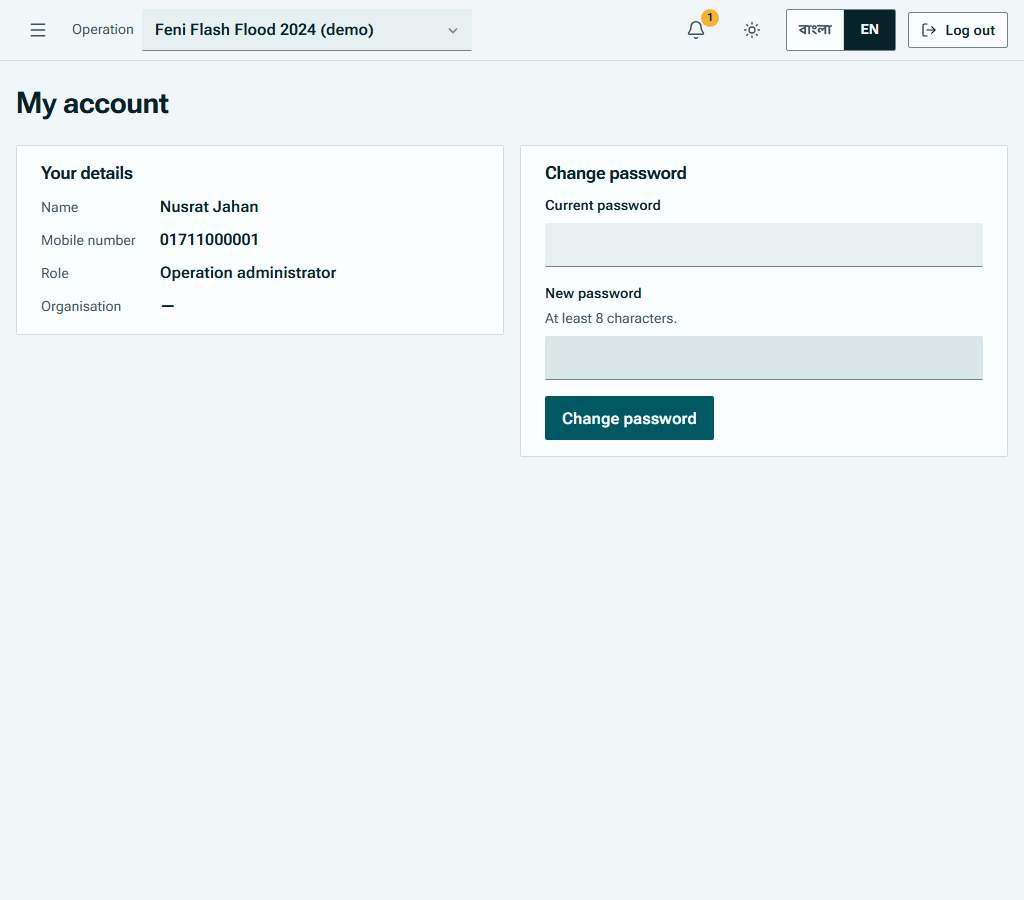 Operation
Feni Flash Flood 2024 (demo)
1
বাংলা
EN
Log out
My account
Your details
Name
Nusrat Jahan
Mobile number
01711000001
Role
Operation administrator
Organisation
—
Change password
Current password
New password
At least 8 characters.
Change password